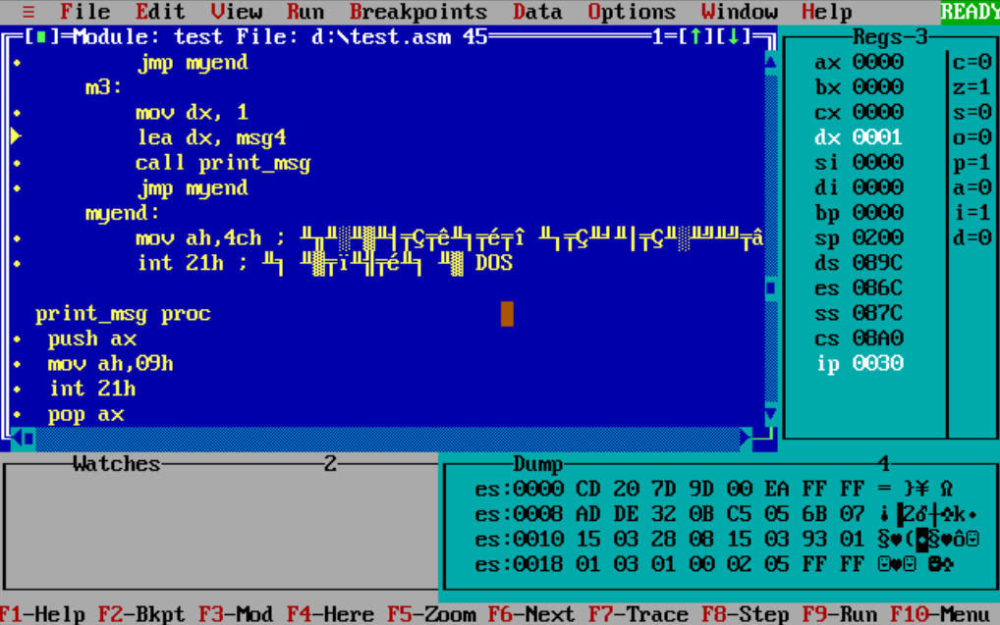 ≡ File Edit View Run Breakpoints Data Options Window Help READY
[■]=Module: test File: d:\test.asm 45 1=[↑][↓]
jmp myend
m3:
mov dx, 1
lea dx, msg4
call print_msg
jmp myend
myend:
mov ah,4ch ;
int 21h ; DOS
print_msg proc
push ax
mov ah,09h
int 21h
pop ax
Regs 3
ax 0000 c=0
bx 0000 z=1
cx 0000 s=0
dx 0001 o=0
si 0000 p=1
di 0000 a=0
bp 0000 i=1
sp 0200 d=0
ds 089C
es 086C
ss 087C
cs 08A0
ip 0030
Watches 2
Dump 4
es:0000 CD 20 7D 9D 00 EA FF FF = }¥ Ω
es:0008 AD DE 32 0B C5 05 6B 07 ¡▐2♂┼♣k•
es:0010 15 03 28 08 15 03 93 01 §♥(◘§♥ô☺
es:0018 01 03 01 00 02 05 FF FF ☺♥☺ ☻♣
F1-Help F2-Bkpt F3-Mod F4-Here F5-Zoom F6-Next F7-Trace F8-Step F9-Run F10-Menu